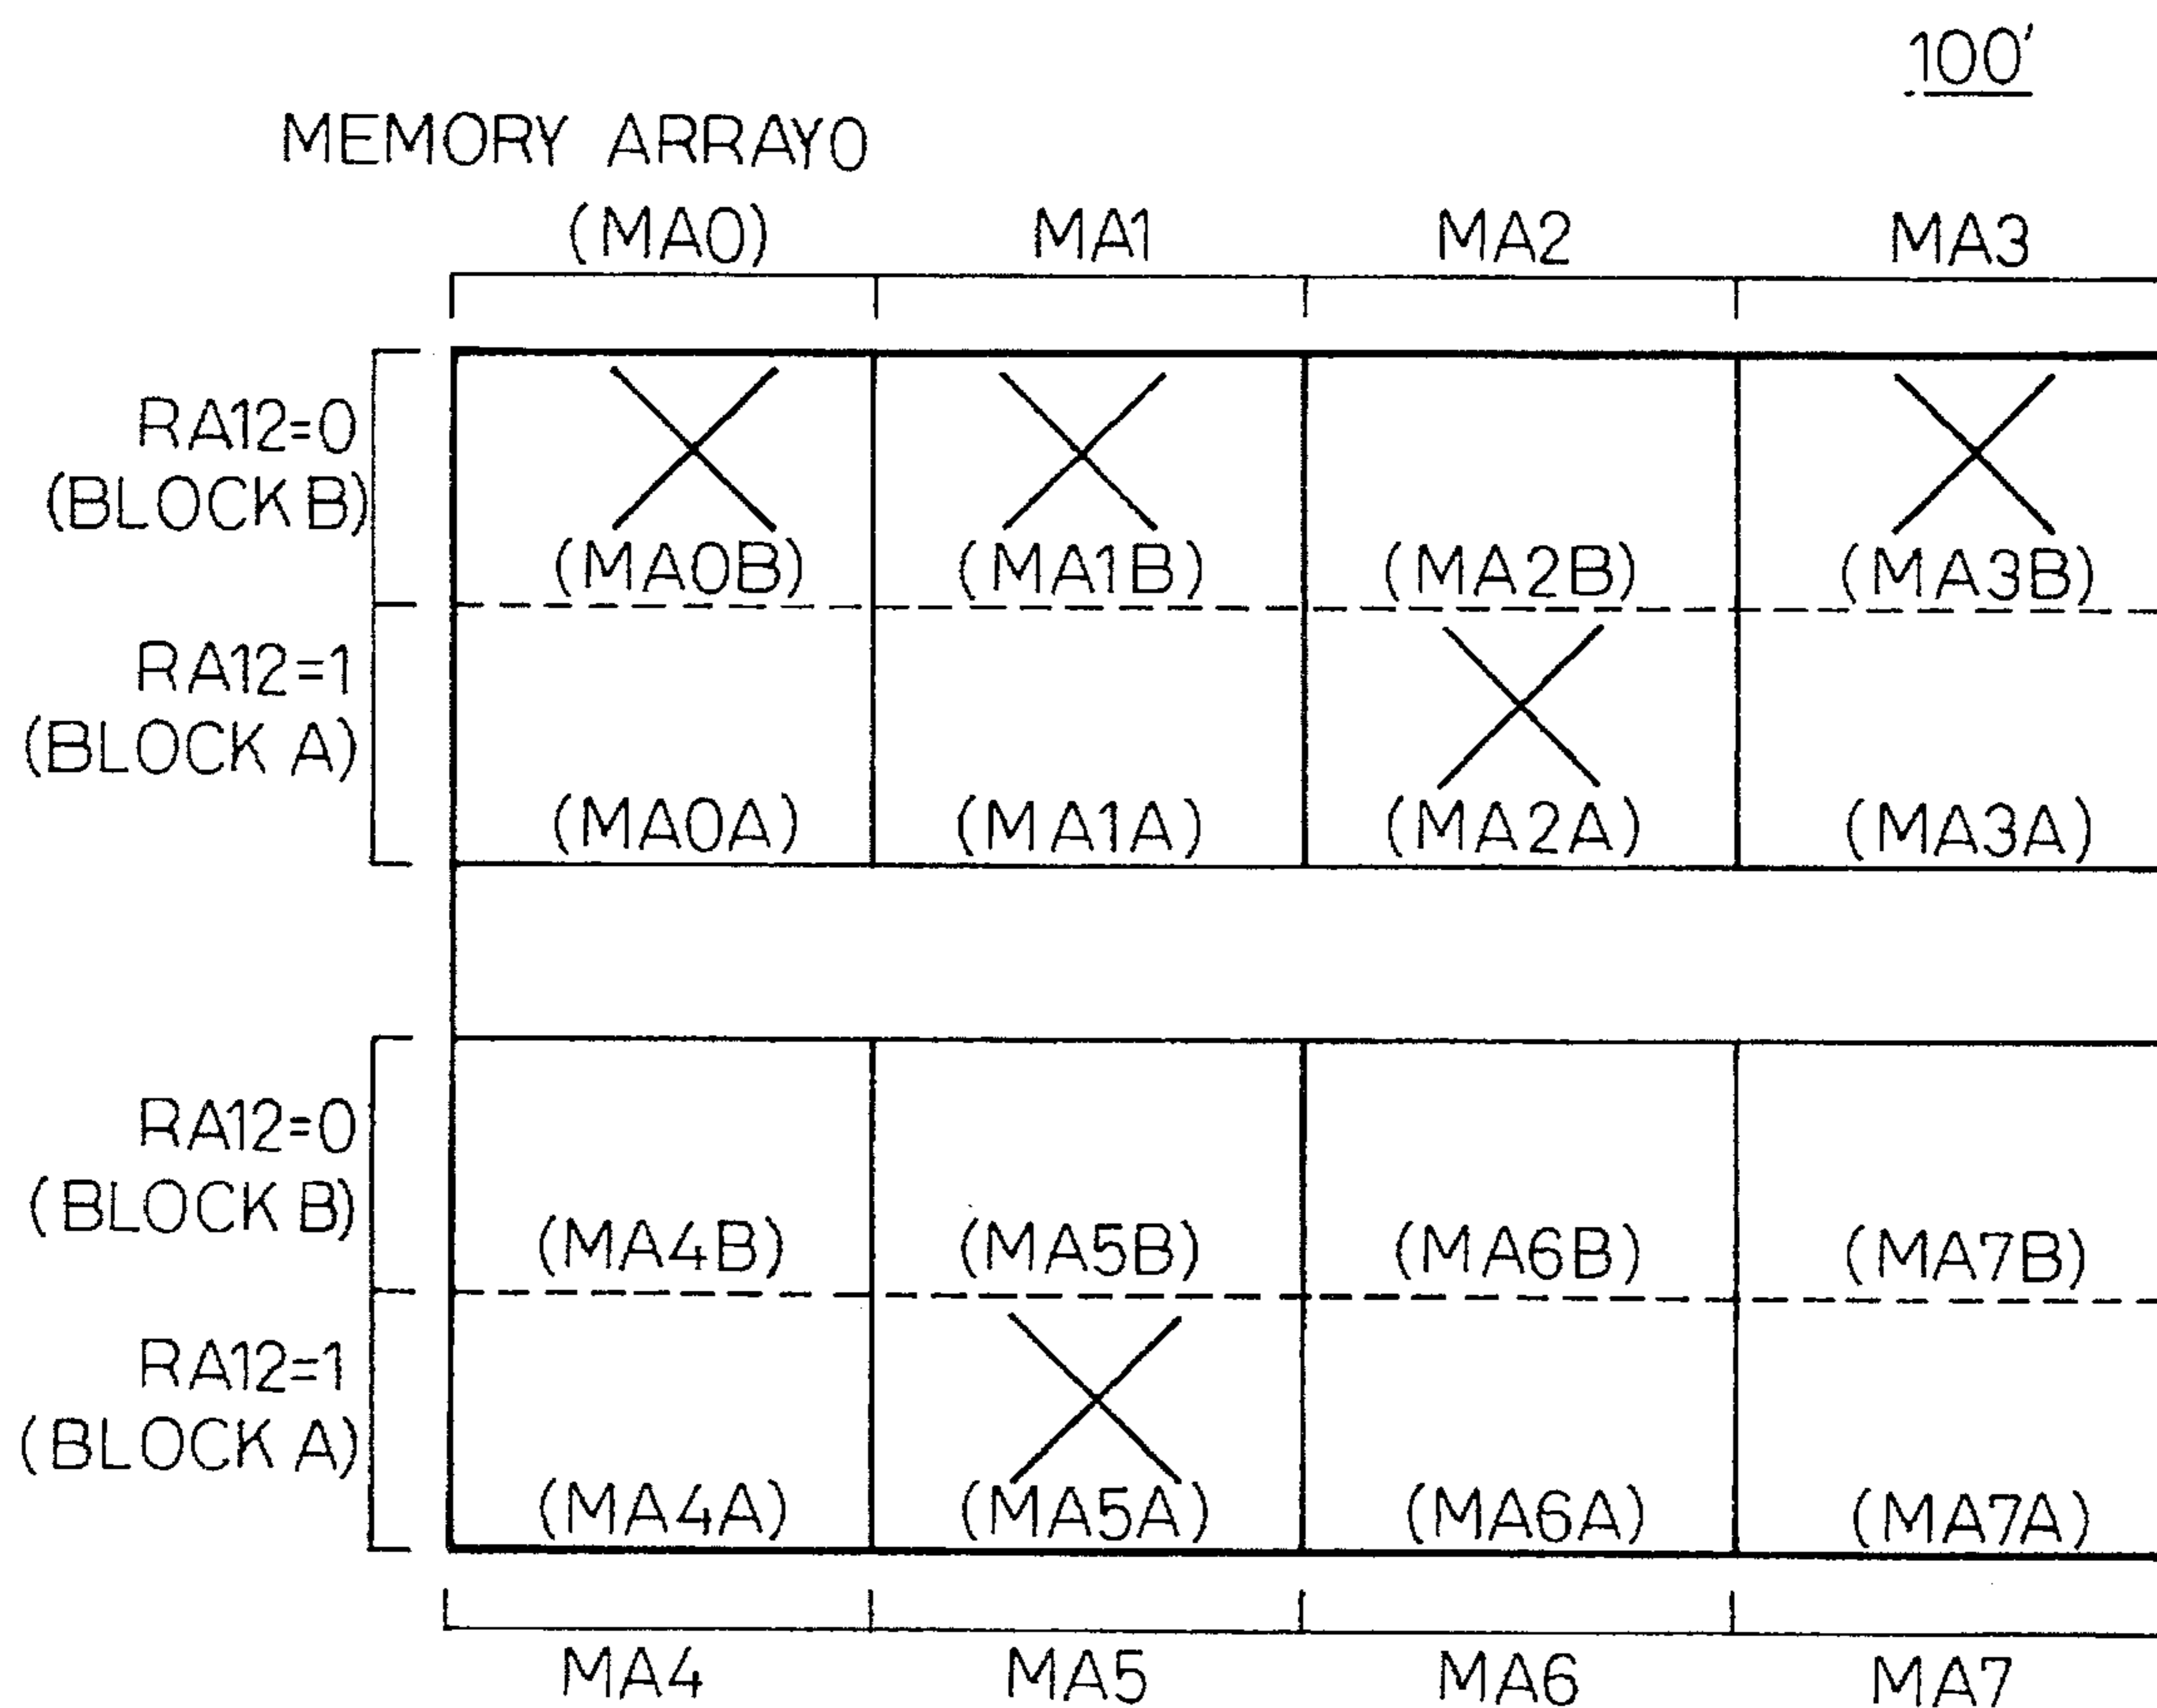 100'
MEMORY ARRAY0
(MA0) MA1 MA2 MA3
RA12=0
(BLOCK B)
(MA0B) (MA1B) (MA2B) (MA3B)
RA12=1
(BLOCK A)
(MA0A) (MA1A) (MA2A) (MA3A)
RA12=0
(BLOCK B)
(MA4B) (MA5B) (MA6B) (MA7B)
RA12=1
(BLOCK A)
(MA4A) (MA5A) (MA6A) (MA7A)
MA4 MA5 MA6 MA7